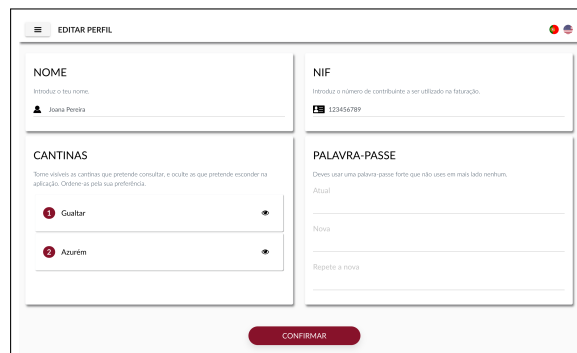 EDITAR PERFIL
NOME
Introduz o teu nome.
Joana Pereira
NIF
Introduz o número de contribuinte a ser utilizado na faturação.
123456789
CANTINAS
Torne visíveis as cantinas que pretende consultar, e oculte as que pretende esconder na
aplicação. Ordene-as pela sua preferência.
1 Gualtar
2 Azurém
PALAVRA-PASSE
Deves usar uma palavra-passe forte que não uses em mais lado nenhum.
Atual
Nova
Repete a nova
CONFIRMAR